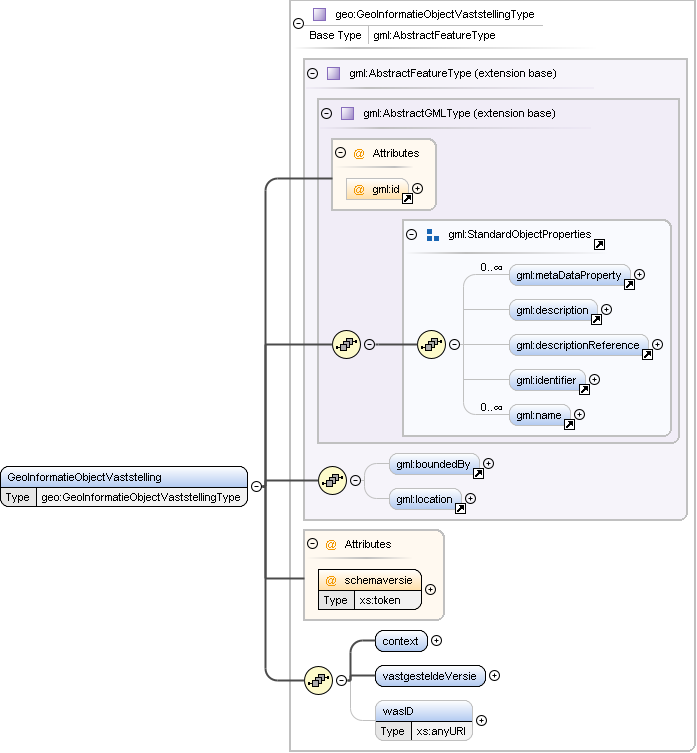 geo:GeoInformatieObjectVaststellingType
Base Type gml:AbstractFeatureType
gml:AbstractFeatureType (extension base)
gml:AbstractGMLType (extension base)
@ Attributes
@ gml:id
gml:StandardObjectProperties
0..∞
gml:metaDataProperty
gml:description
gml:descriptionReference
gml:identifier
0..∞
gml:name
gml:boundedBy
gml:location
GeoInformatieObjectVaststelling
Type geo:GeoInformatieObjectVaststellingType
@ Attributes
@ schemaversie
Type xs:token
context
vastgesteldeVersie
wasID
Type xs:anyURI